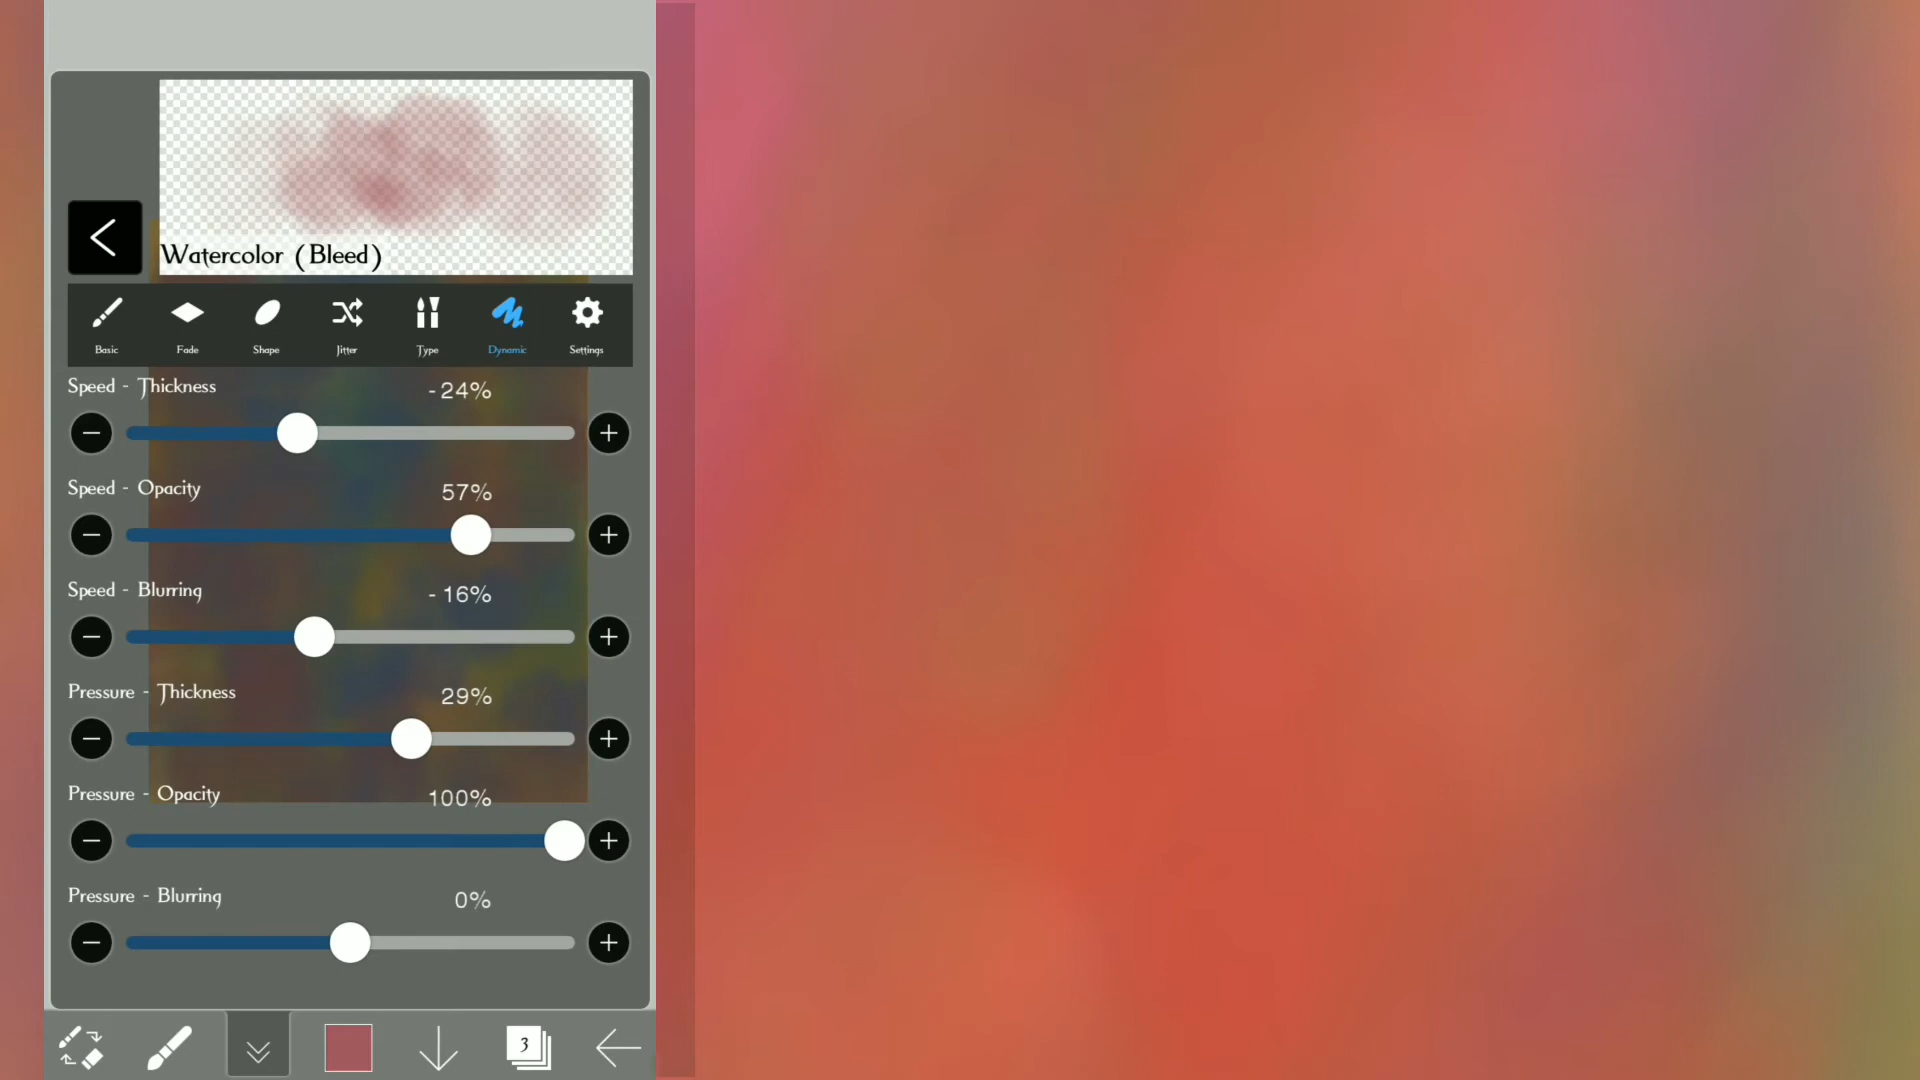 Watercolor (Bleed)
Basic Fade Shape Jitter Type Dynamic Settings
Speed - Thickness -24%
Speed - Opacity 57%
Speed - Blurring -16%
Pressure - Thickness 29%
Pressure - Opacity 100%
Pressure - Blurring 0%
3